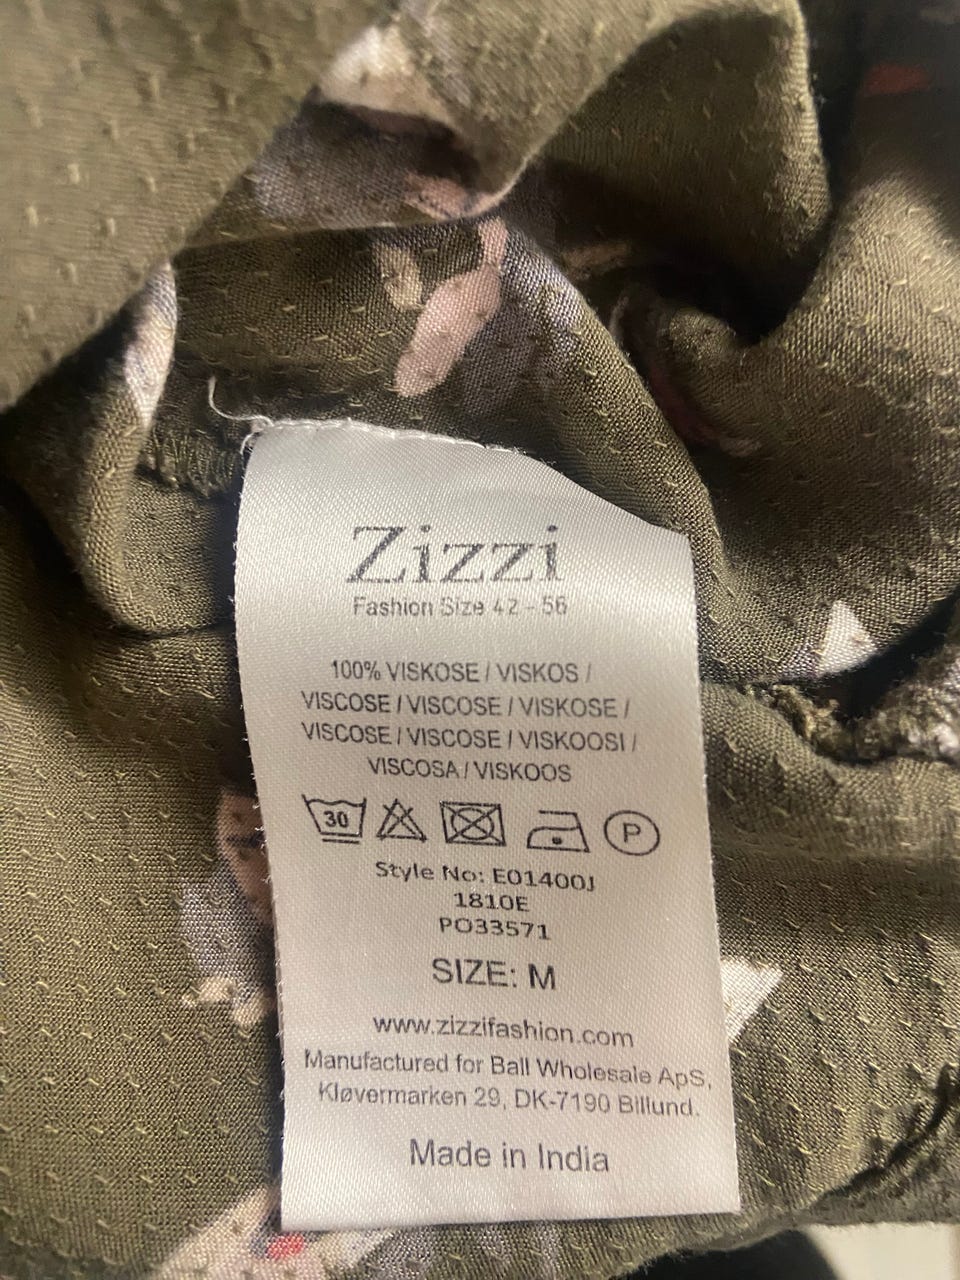 Zizzi
Fashion Size 42 - 56
100% VISKOSE / VISKOS /
VISCOSE / VISCOSE / VISKOSE /
VISCOSE / VISCOSE / VISKOOSI /
VISCOSA / VISKOOS
30 P
Style No: E01400J
1810E
PO33571
SIZE: M
www.zizzifashion.com
Manufactured for Ball Wholesale ApS,
Kløvermarken 29, DK-7190 Billund.
Made in India